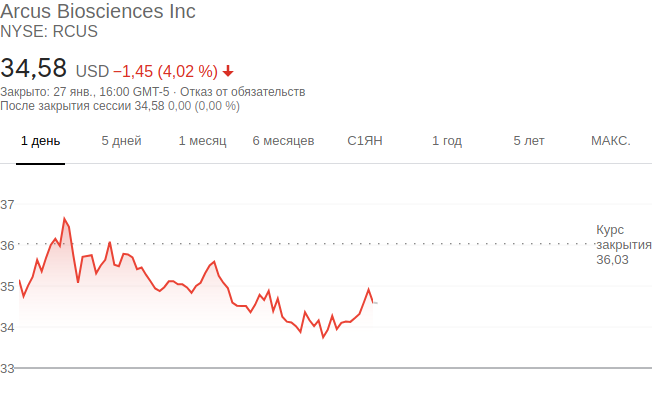 Arcus Biosciences Inc
NYSE: RCUS
34,58 USD −1,45 (4,02 %)
Закрыто: 27 янв., 16:00 GMT-5 · Отказ от обязательств
После закрытия сессии 34,58 0,00 (0,00 %)
1 день 5 дней 1 месяц 6 месяцев С1ЯН 1 год 5 лет МАКС.
37
36
35
34
33
Курс
закрытия
36,03